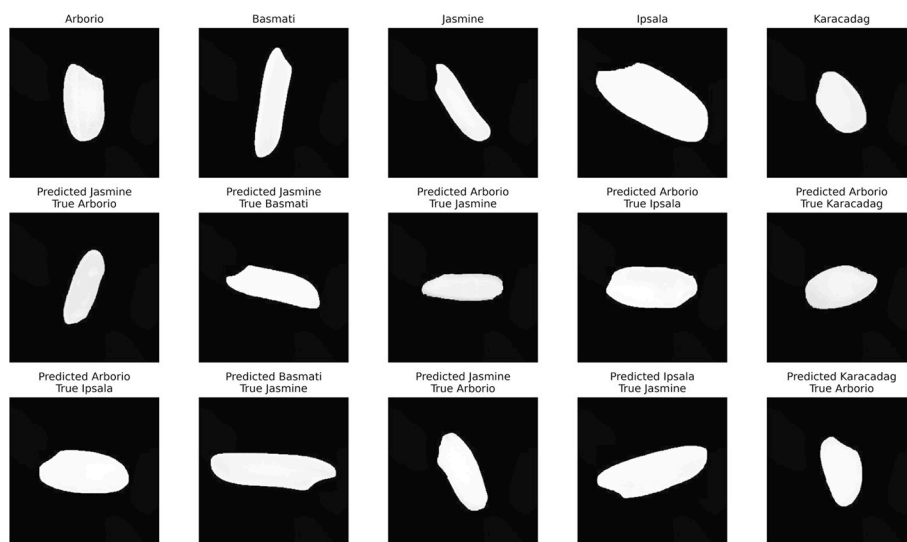 Arborio
Basmati
Jasmine
Ipsala
Karacadag
Predicted Jasmine
True Arborio
Predicted Jasmine
True Basmati
Predicted Arborio
True Jasmine
Predicted Arborio
True Ipsala
Predicted Arborio
True Karacadag
Predicted Arborio
True Ipsala
Predicted Basmati
True Jasmine
Predicted Jasmine
True Arborio
Predicted Ipsala
True Jasmine
Predicted Karacadag
True Arborio